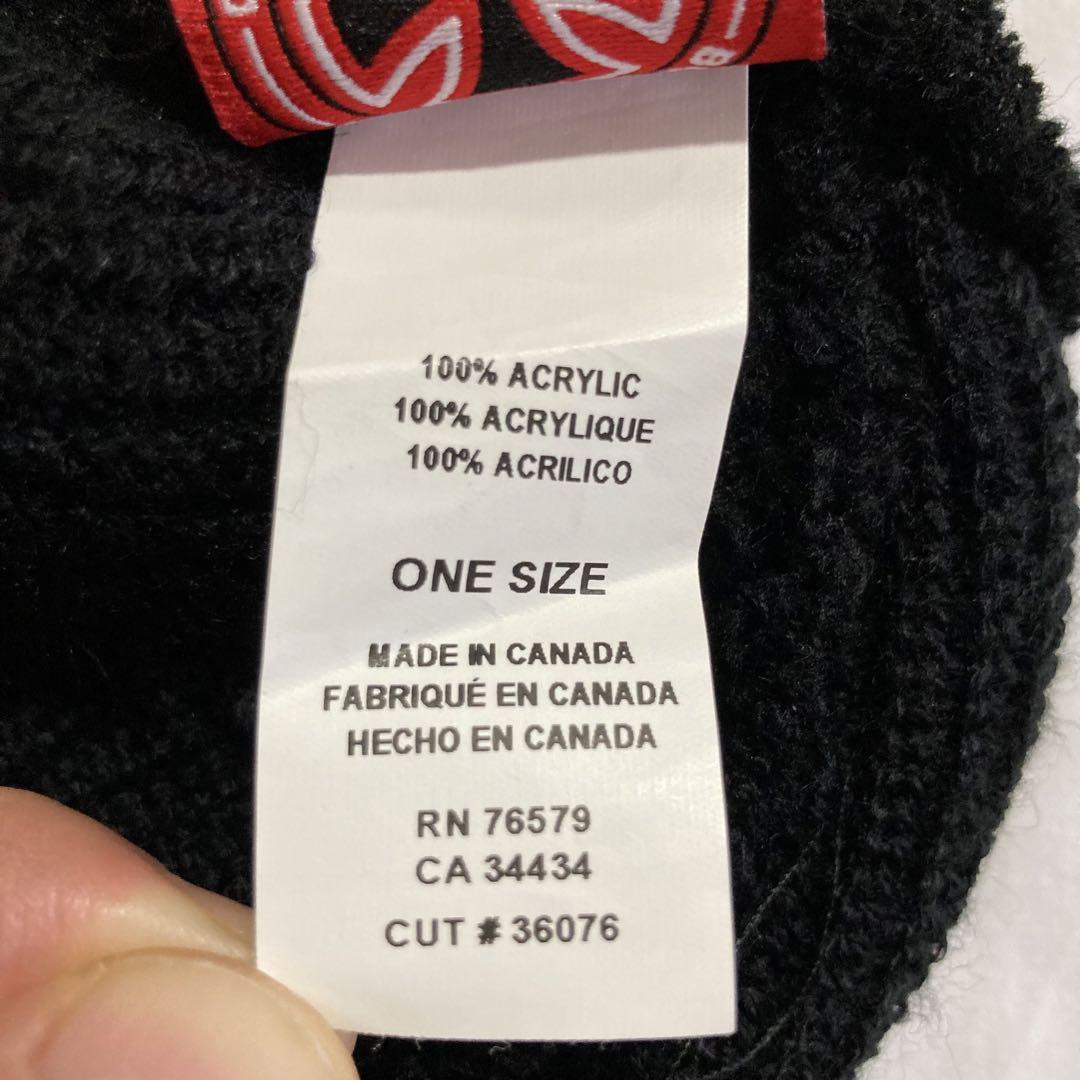 100% ACRYLIC
100% ACRYLIQUE
100% ACRILICO
ONE SIZE
MADE IN CANADA
FABRIQUÉ EN CANADA
HECHO EN CANADA
RN 76579
CA 34434
CUT # 36076